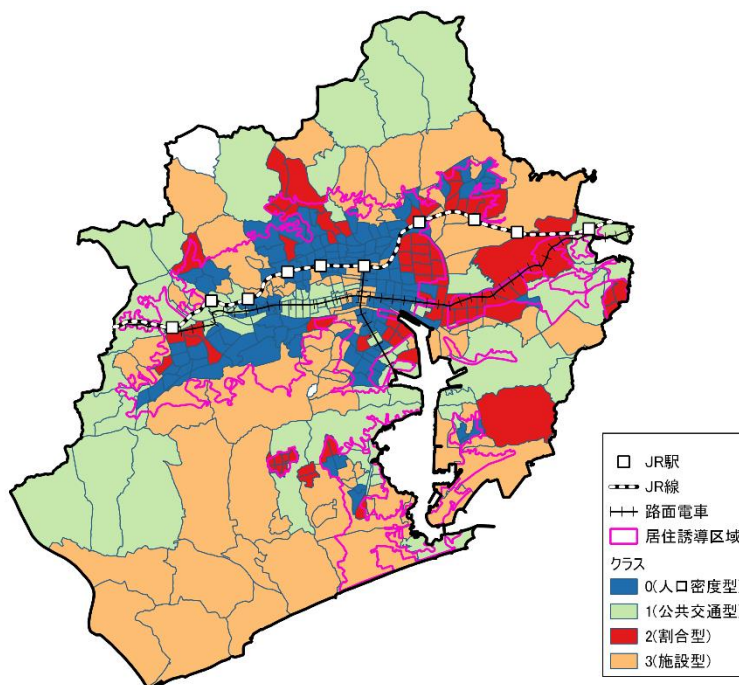 JR駅
JR線
路面電車
居住誘導区域
クラス
0(人口密度型)
1(公共交通型)
2(割合型)
3(施設型)